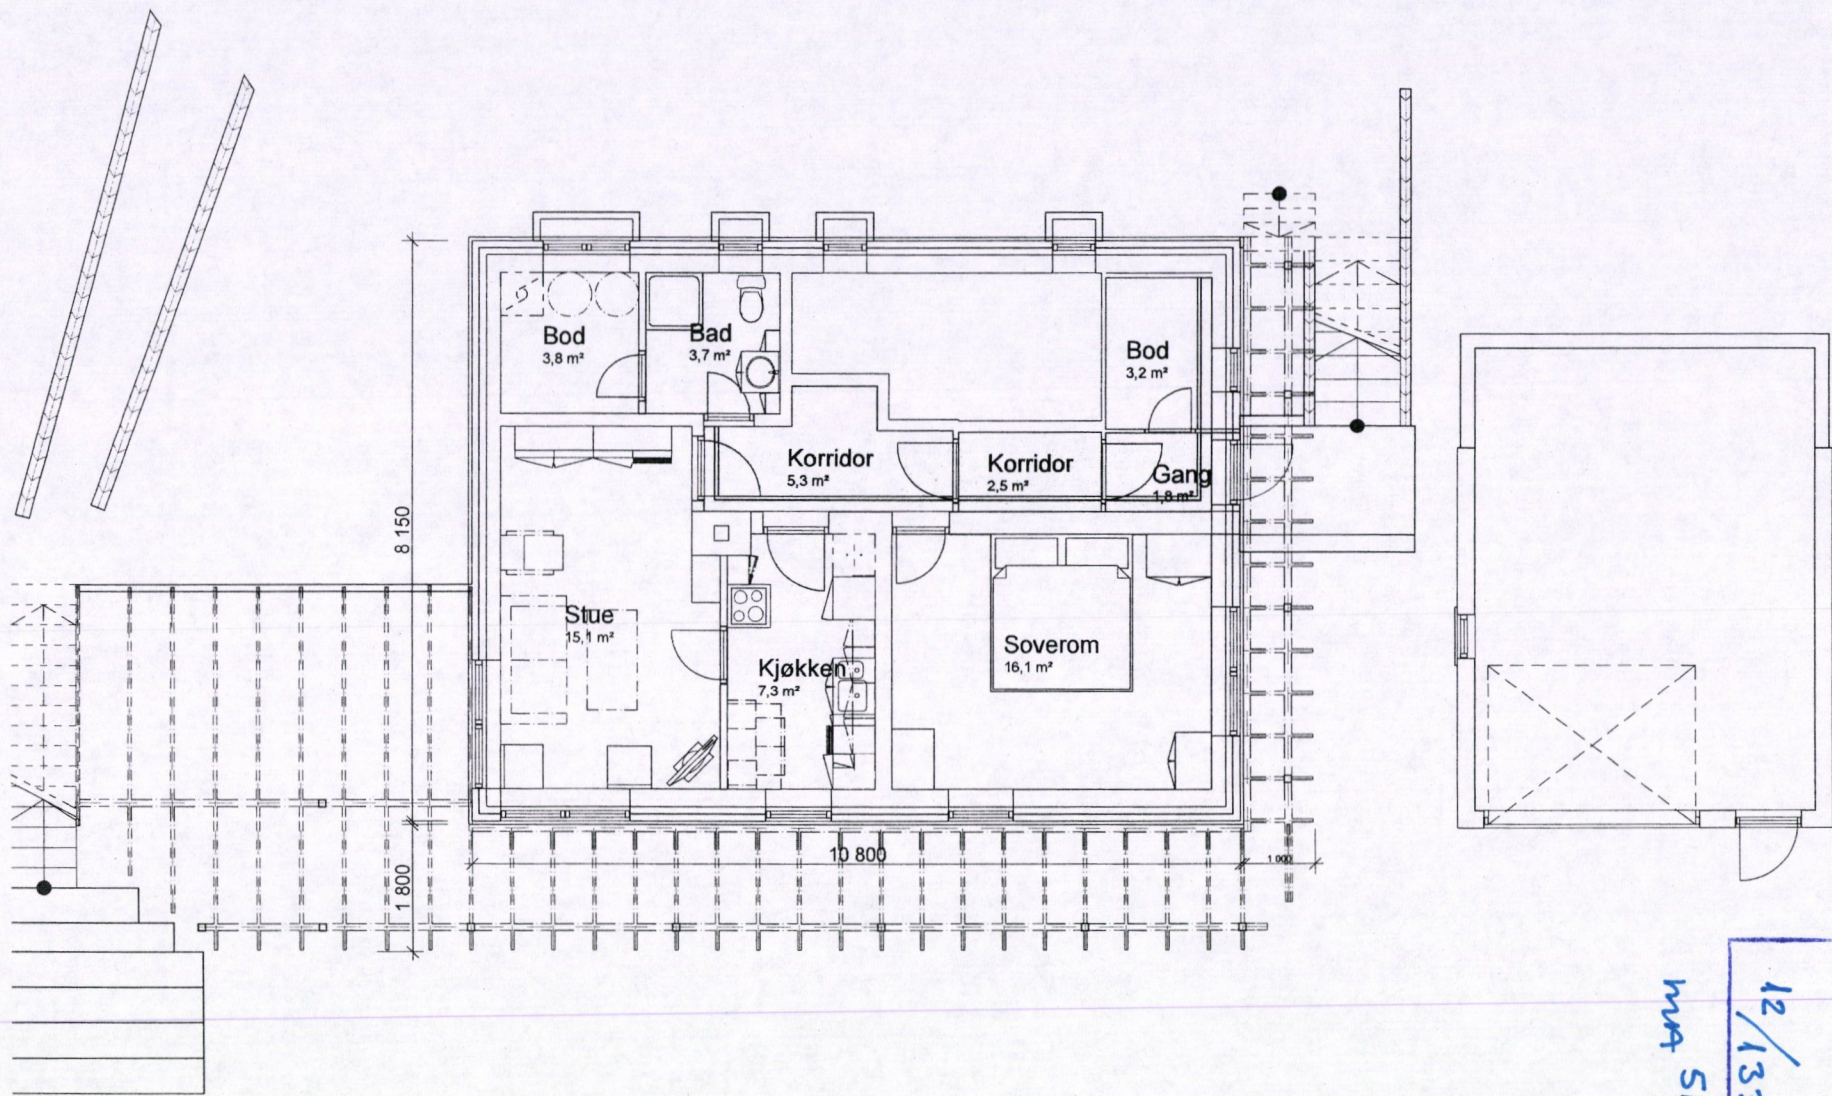 Bod
3,8 m²
Bad
3,7 m²
Bod
3,2 m²
Korridor
5,3 m²
Korridor
2,5 m²
Gang
1,8 m²
8 150
Stue
15,1 m²
Kjøkken
7,3 m²
Soverom
16,1 m²
10 800
1 000
1 800
12/133
MA